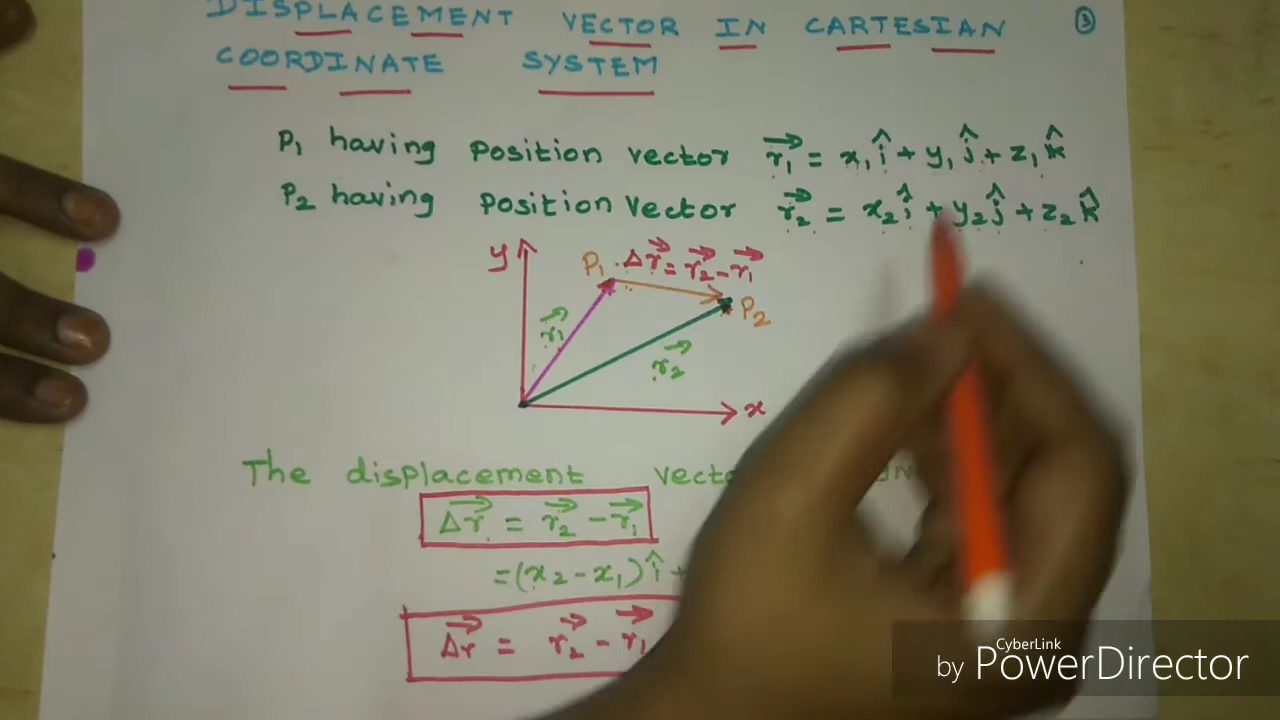 DISPLACEMENT VECTOR IN CARTESIAN ③
COORDINATE SYSTEM
P₁ having position vector r⃗₁ = x₁î + y₁ĵ + z₁k̂
P₂ having position vector r⃗₂ = x₂î + y₂ĵ + z₂k̂
y
P₁ Δr⃗ = r⃗₂ - r⃗₁
P₂
r⃗₁
r⃗₂
x
The displacement
Δr⃗ = r⃗₂ - r⃗₁
= (x₂ - x₁)î +
Δr⃗ = r⃗₂ - r⃗₁
CyberLink
by PowerDirector